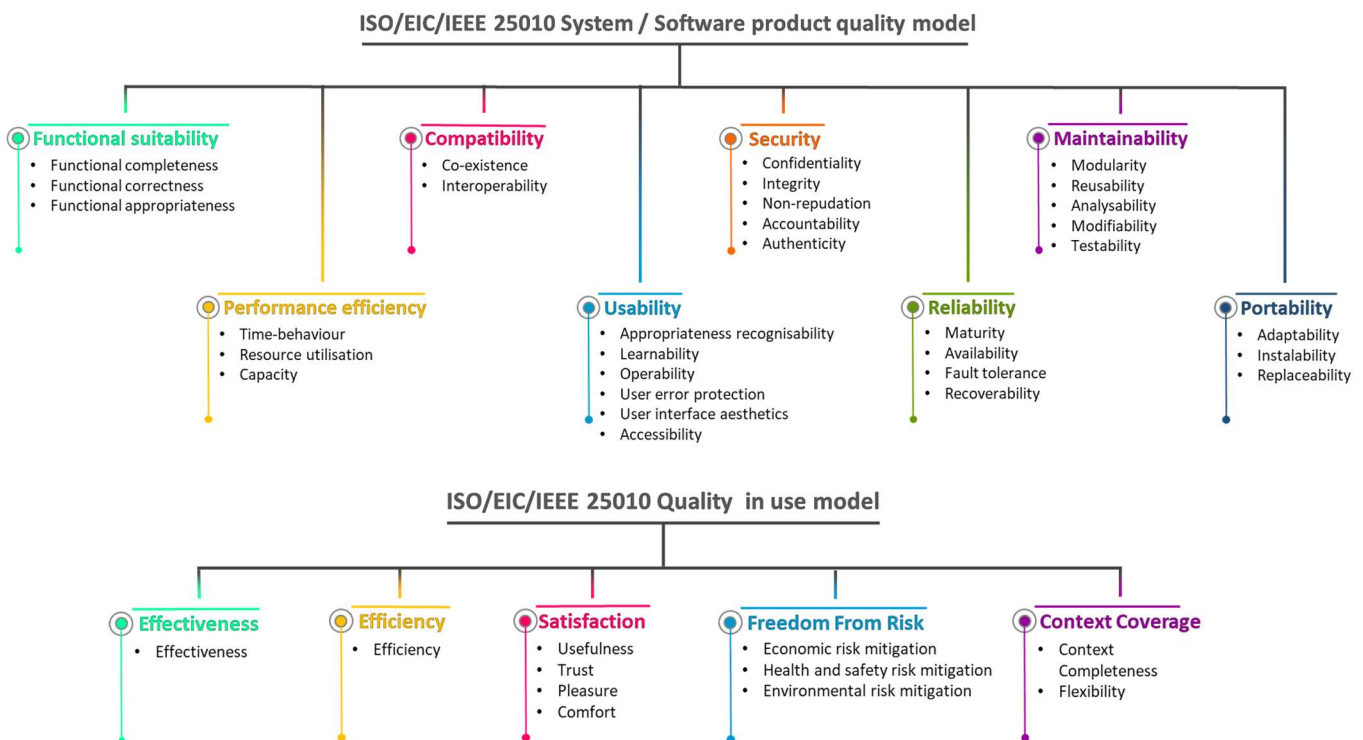 ISO/EIC/IEEE 25010 System / Software product quality model
Functional suitability
• Functional completeness
• Functional correctness
• Functional appropriateness
Compatibility
• Co-existence
• Interoperability
Security
• Confidentiality
• Integrity
• Non-repudation
• Accountability
• Authenticity
Maintainability
• Modularity
• Reusability
• Analysability
• Modifiability
• Testability
Performance efficiency
• Time-behaviour
• Resource utilisation
• Capacity
Usability
• Appropriateness recognisability
• Learnability
• Operability
• User error protection
• User interface aesthetics
• Accessibility
Reliability
• Maturity
• Availability
• Fault tolerance
• Recoverability
Portability
• Adaptability
• Instalability
• Replaceability
ISO/EIC/IEEE 25010 Quality in use model
Effectiveness
• Effectiveness
Efficiency
• Efficiency
Satisfaction
• Usefulness
• Trust
• Pleasure
• Comfort
Freedom From Risk
• Economic risk mitigation
• Health and safety risk mitigation
• Environmental risk mitigation
Context Coverage
• Context
Completeness
• Flexibility